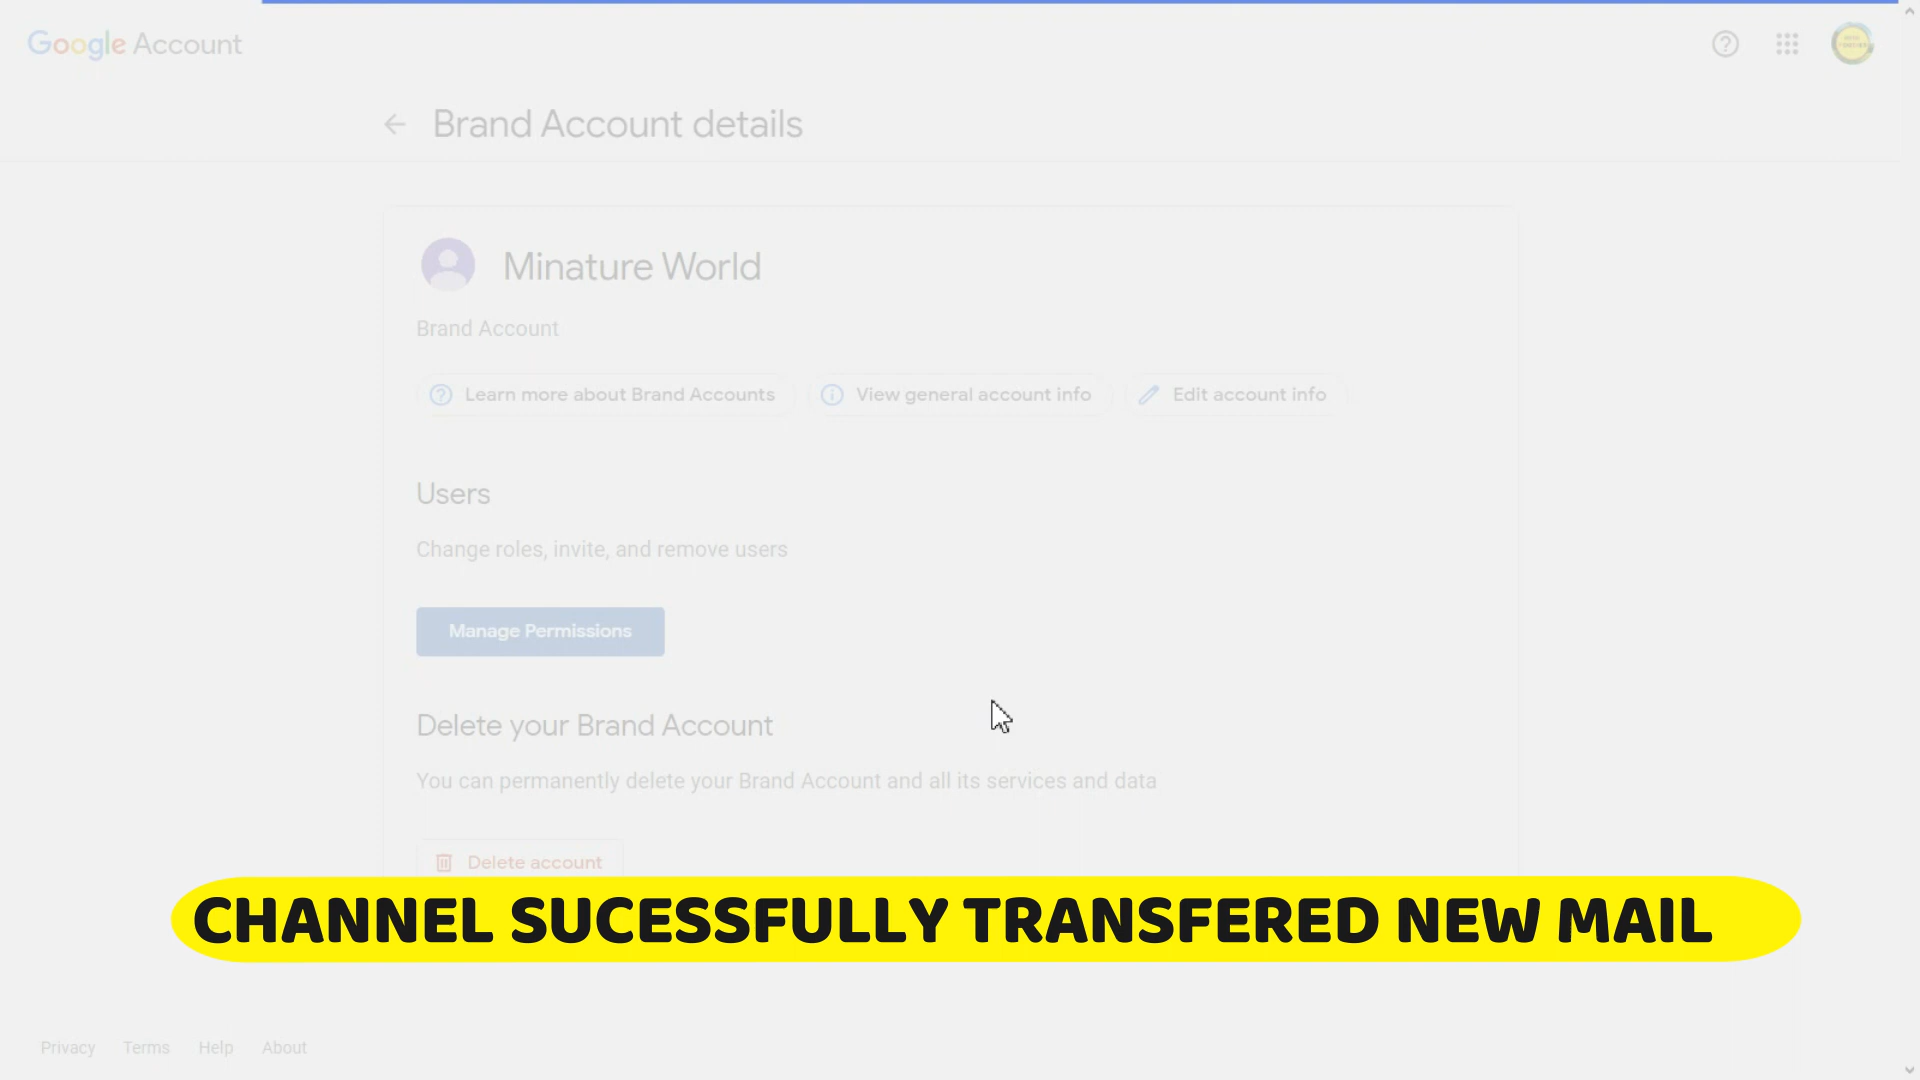 Google Account
Brand Account details
Minature World
Brand Account
Learn more about Brand Accounts
View general account info
Edit account info
Users
Change roles, invite, and remove users
Manage Permissions
Delete your Brand Account
You can permanently delete your Brand Account and all its services and data
Delete account
CHANNEL SUCESSFULLY TRANSFERED NEW MAIL
Privacy Terms Help About